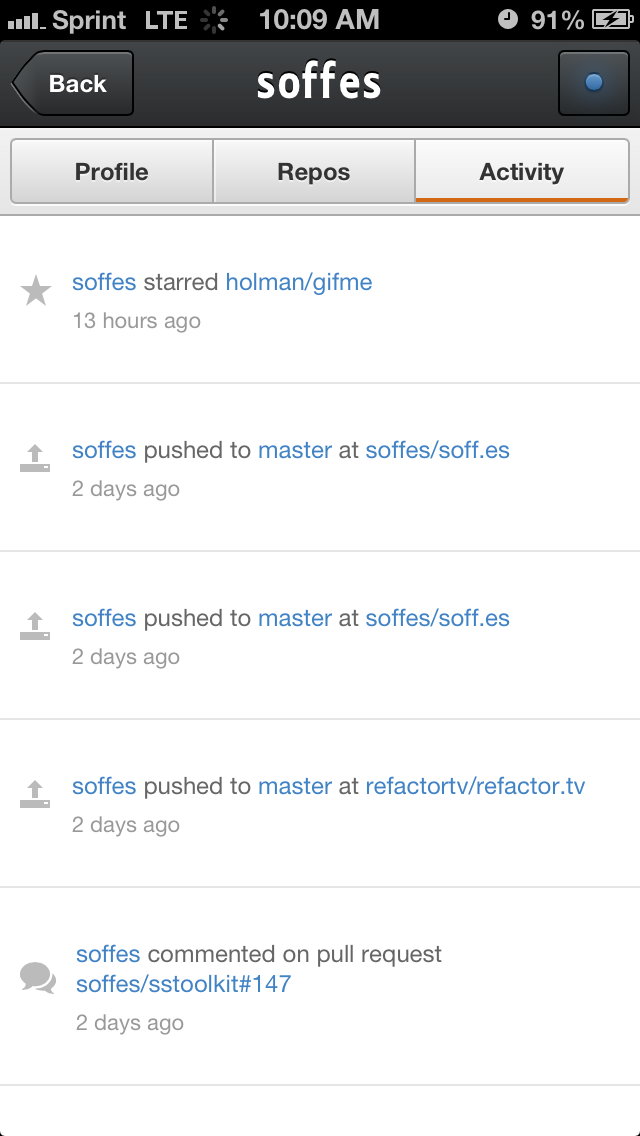 Sprint LTE 10:09 AM 91%
Back soffes
Profile Repos Activity
soffes starred holman/gifme
13 hours ago
soffes pushed to master at soffes/soff.es
2 days ago
soffes pushed to master at soffes/soff.es
2 days ago
soffes pushed to master at refactortv/refactor.tv
2 days ago
soffes commented on pull request
soffes/sstoolkit#147
2 days ago